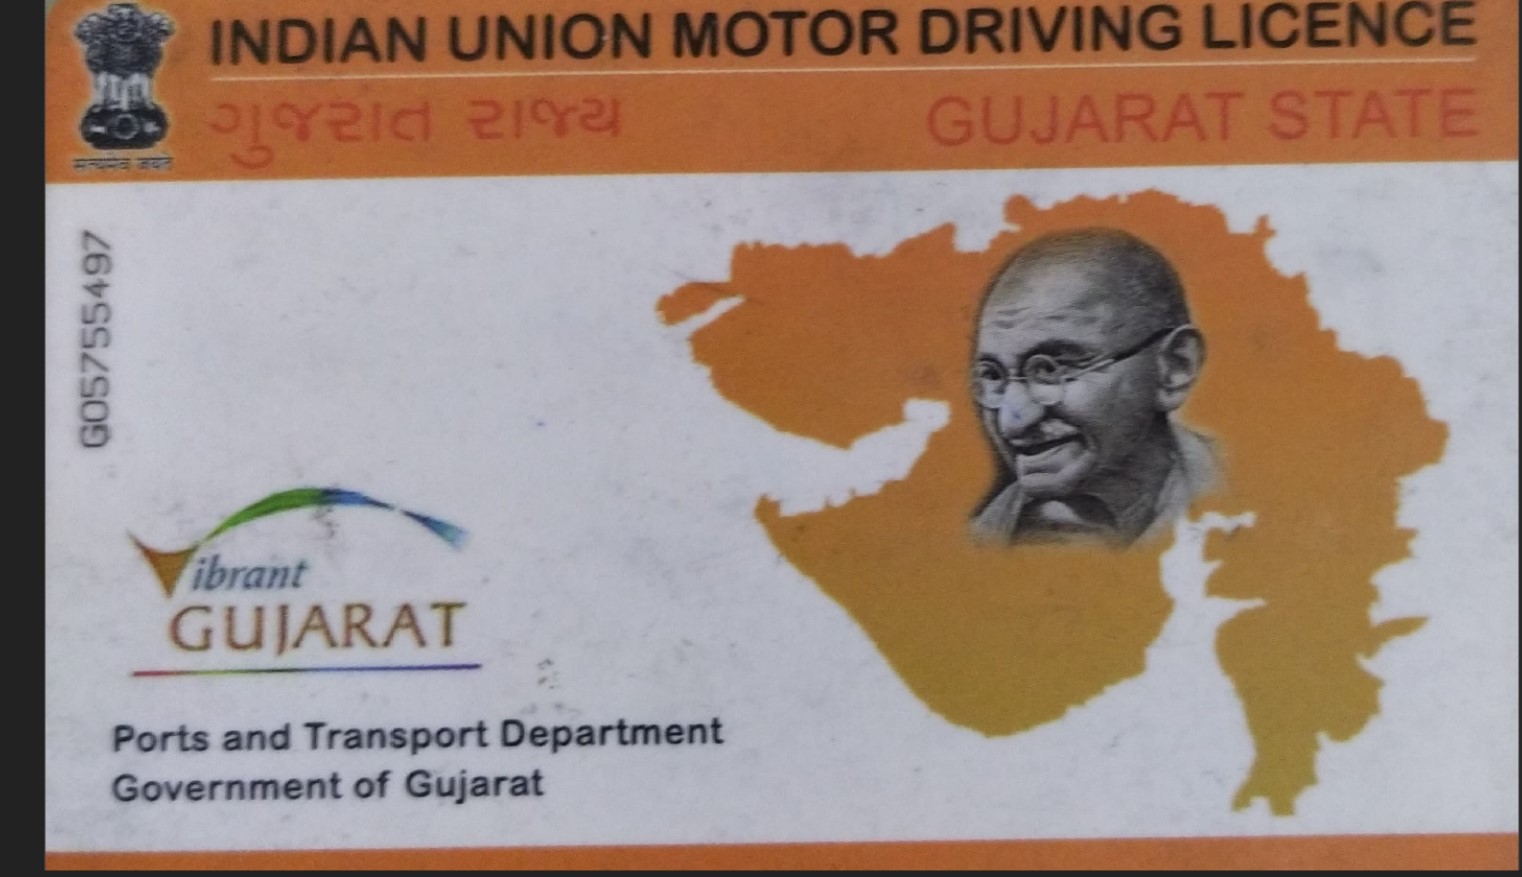 INDIAN UNION MOTOR DRIVING LICENCE
ગુજરાત રાજ્ય GUJARAT STATE
सत्यमेव जयते
G05755497
Vibrant
GUJARAT
Ports and Transport Department
Government of Gujarat